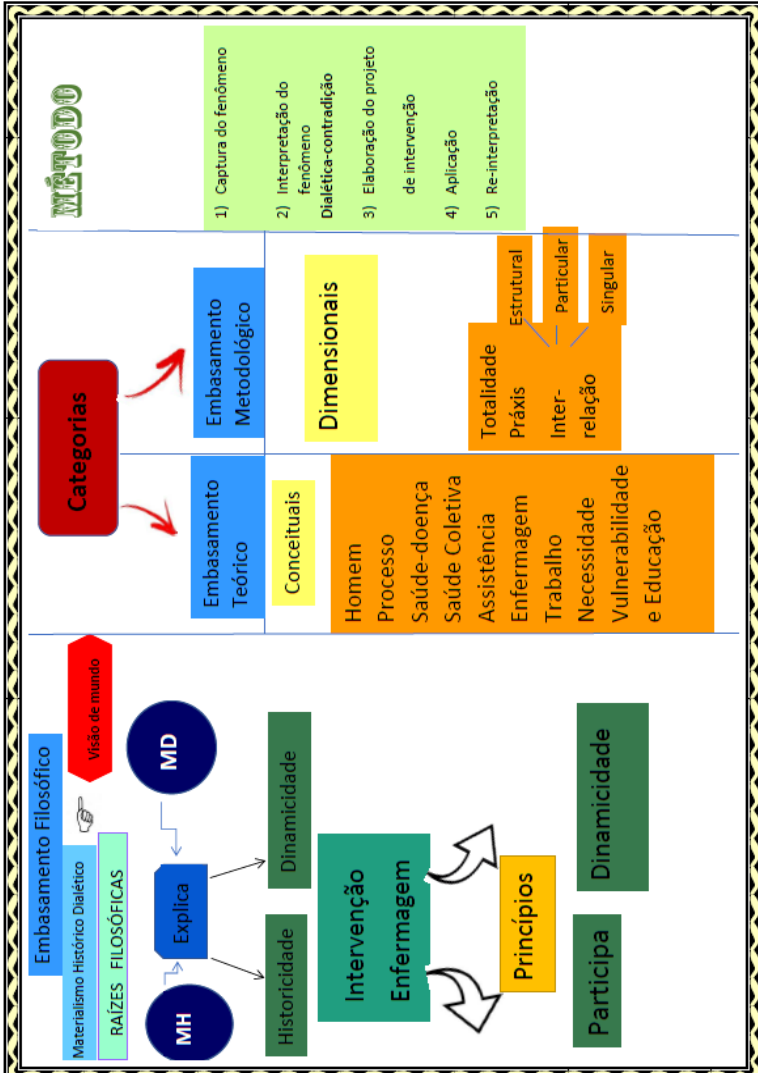 Embasamento Filosófico
Materialismo Histórico Dialético
Visão de mundo
RAÍZES FILOSÓFICAS
MH
MD
Explica
Historicidade
Dinamicidade
Intervenção
Enfermagem
Princípios
Participa
Dinamicidade
Categorias
Embasamento
Teórico
Embasamento
Metodológico
Conceituais
Dimensionais
Homem
Processo
Saúde-doença
Saúde Coletiva
Assistência
Enfermagem
Trabalho
Necessidade
Vulnerabilidade
e Educação
Totalidade
Práxis
Inter-
relação
Estrutural
Particular
Singular
MÉTODO
1) Captura do fenômeno
2) Interpretação do
fenômeno
Dialética-contradição
3) Elaboração do projeto
de intervenção
4) Aplicação
5) Re-interpretação